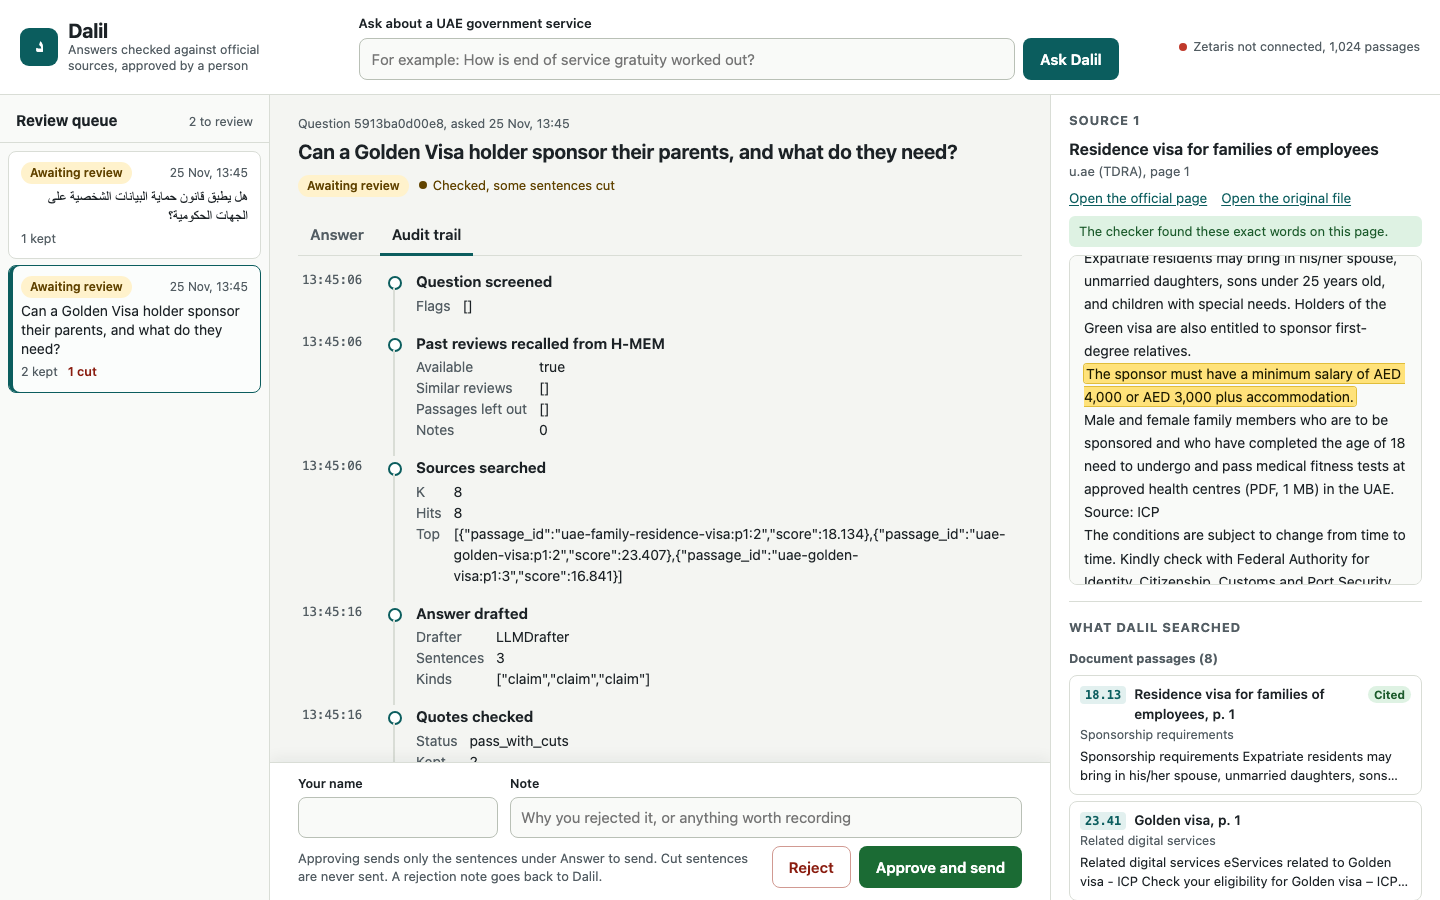 د
Dalil
Answers checked against official
sources, approved by a person
Ask about a UAE government service
For example: How is end of service gratuity worked out?
Ask Dalil
Zetaris not connected, 1,024 passages
Review queue
2 to review
Awaiting review
25 Nov, 13:45
هل يطبق قانون حماية البيانات الشخصية على
الجهات الحكومية؟
1 kept
Awaiting review
25 Nov, 13:45
Can a Golden Visa holder sponsor
their parents, and what do they
need?
2 kept 1 cut
Question 5913ba0d00e8, asked 25 Nov, 13:45
Can a Golden Visa holder sponsor their parents, and what do they need?
Awaiting review
Checked, some sentences cut
Answer
Audit trail
13:45:06
Question screened
Flags []
13:45:06
Past reviews recalled from H-MEM
Available true
Similar reviews []
Passages left out []
Notes 0
13:45:06
Sources searched
K 8
Hits 8
Top [{"passage_id":"uae-family-residence-visa:p1:2","score":18.134},{"passage_id":"uae-
golden-visa:p1:2","score":23.407},{"passage_id":"uae-golden-
visa:p1:3","score":16.841}]
13:45:16
Answer drafted
Drafter LLMDrafter
Sentences 3
Kinds ["claim","claim","claim"]
13:45:16
Quotes checked
Status pass_with_cuts
Kept 2
Your name
Note
Why you rejected it, or anything worth recording
Approving sends only the sentences under Answer to send. Cut sentences
are never sent. A rejection note goes back to Dalil.
Reject
Approve and send
SOURCE 1
Residence visa for families of employees
u.ae (TDRA), page 1
Open the official page
Open the original file
The checker found these exact words on this page.
Expatriate residents may bring in his/her spouse,
unmarried daughters, sons under 25 years old,
and children with special needs. Holders of the
Green visa are also entitled to sponsor first-
degree relatives.
The sponsor must have a minimum salary of AED
4,000 or AED 3,000 plus accommodation.
Male and female family members who are to be
sponsored and who have completed the age of 18
need to undergo and pass medical fitness tests at
approved health centres (PDF, 1 MB) in the UAE.
Source: ICP
The conditions are subject to change from time to
time. Kindly check with Federal Authority for
Identity, Citizenship, Customs and Port Security
WHAT DALIL SEARCHED
Document passages (8)
18.13
Residence visa for families of
employees, p. 1
Cited
Sponsorship requirements
Sponsorship requirements Expatriate residents may
bring in his/her spouse, unmarried daughters, sons...
23.41
Golden visa, p. 1
Related digital services
Related digital services eServices related to Golden
visa - ICP Check your eligibility for Golden visa – ICP...